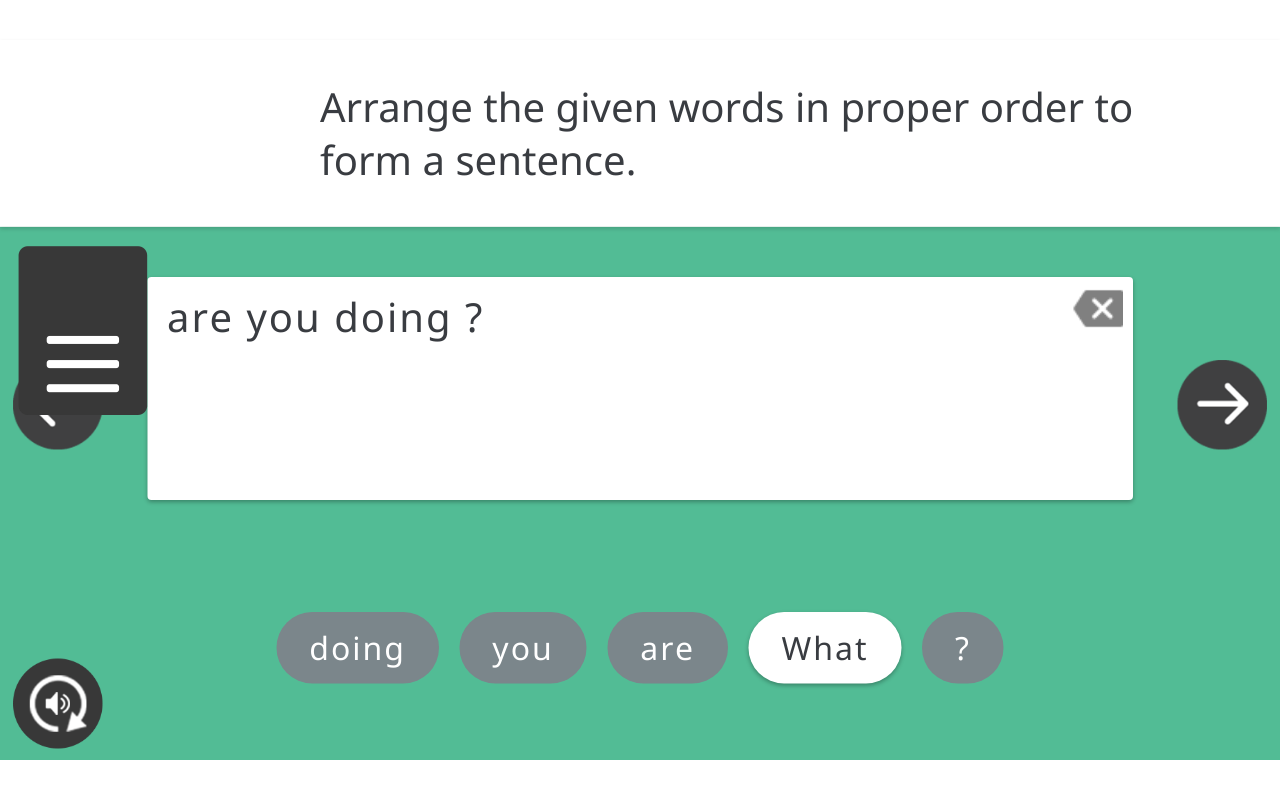 Arrange the given words in proper order to
form a sentence.
are you doing ?
doing you are What ?